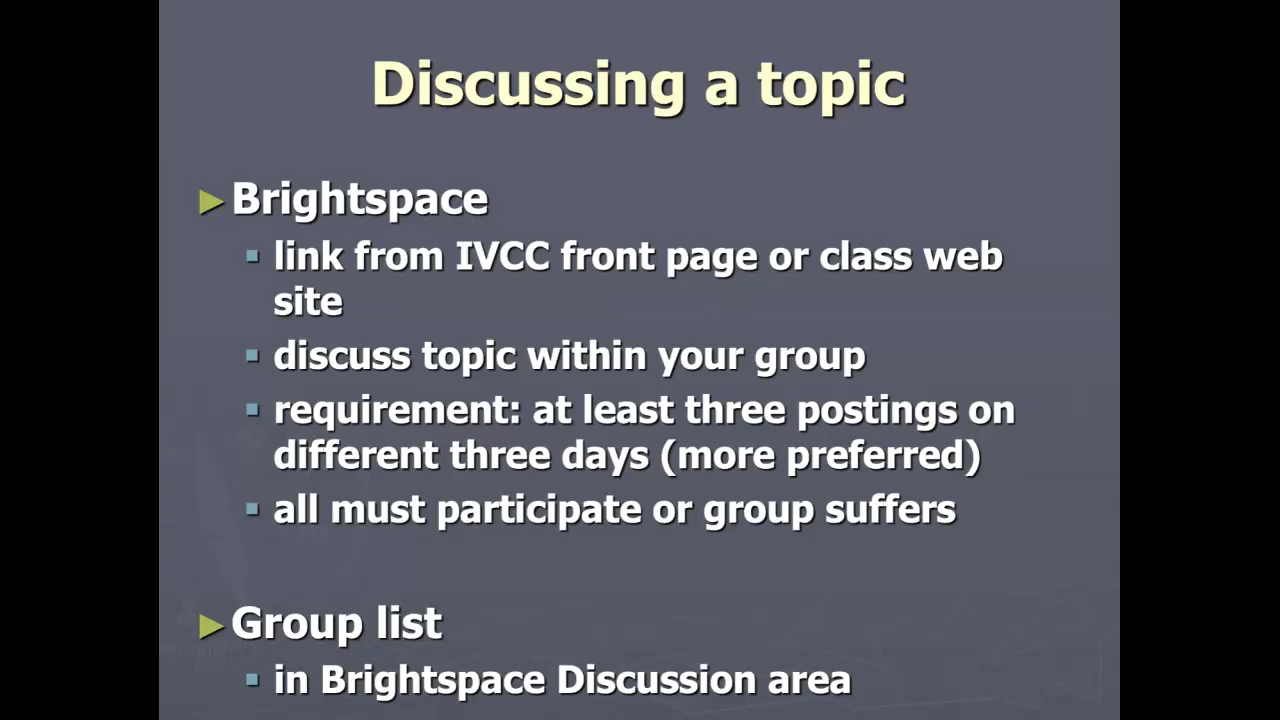 Discussing a topic
Brightspace
link from IVCC front page or class web
site
discuss topic within your group
requirement: at least three postings on
different three days (more preferred)
all must participate or group suffers
Group list
in Brightspace Discussion area